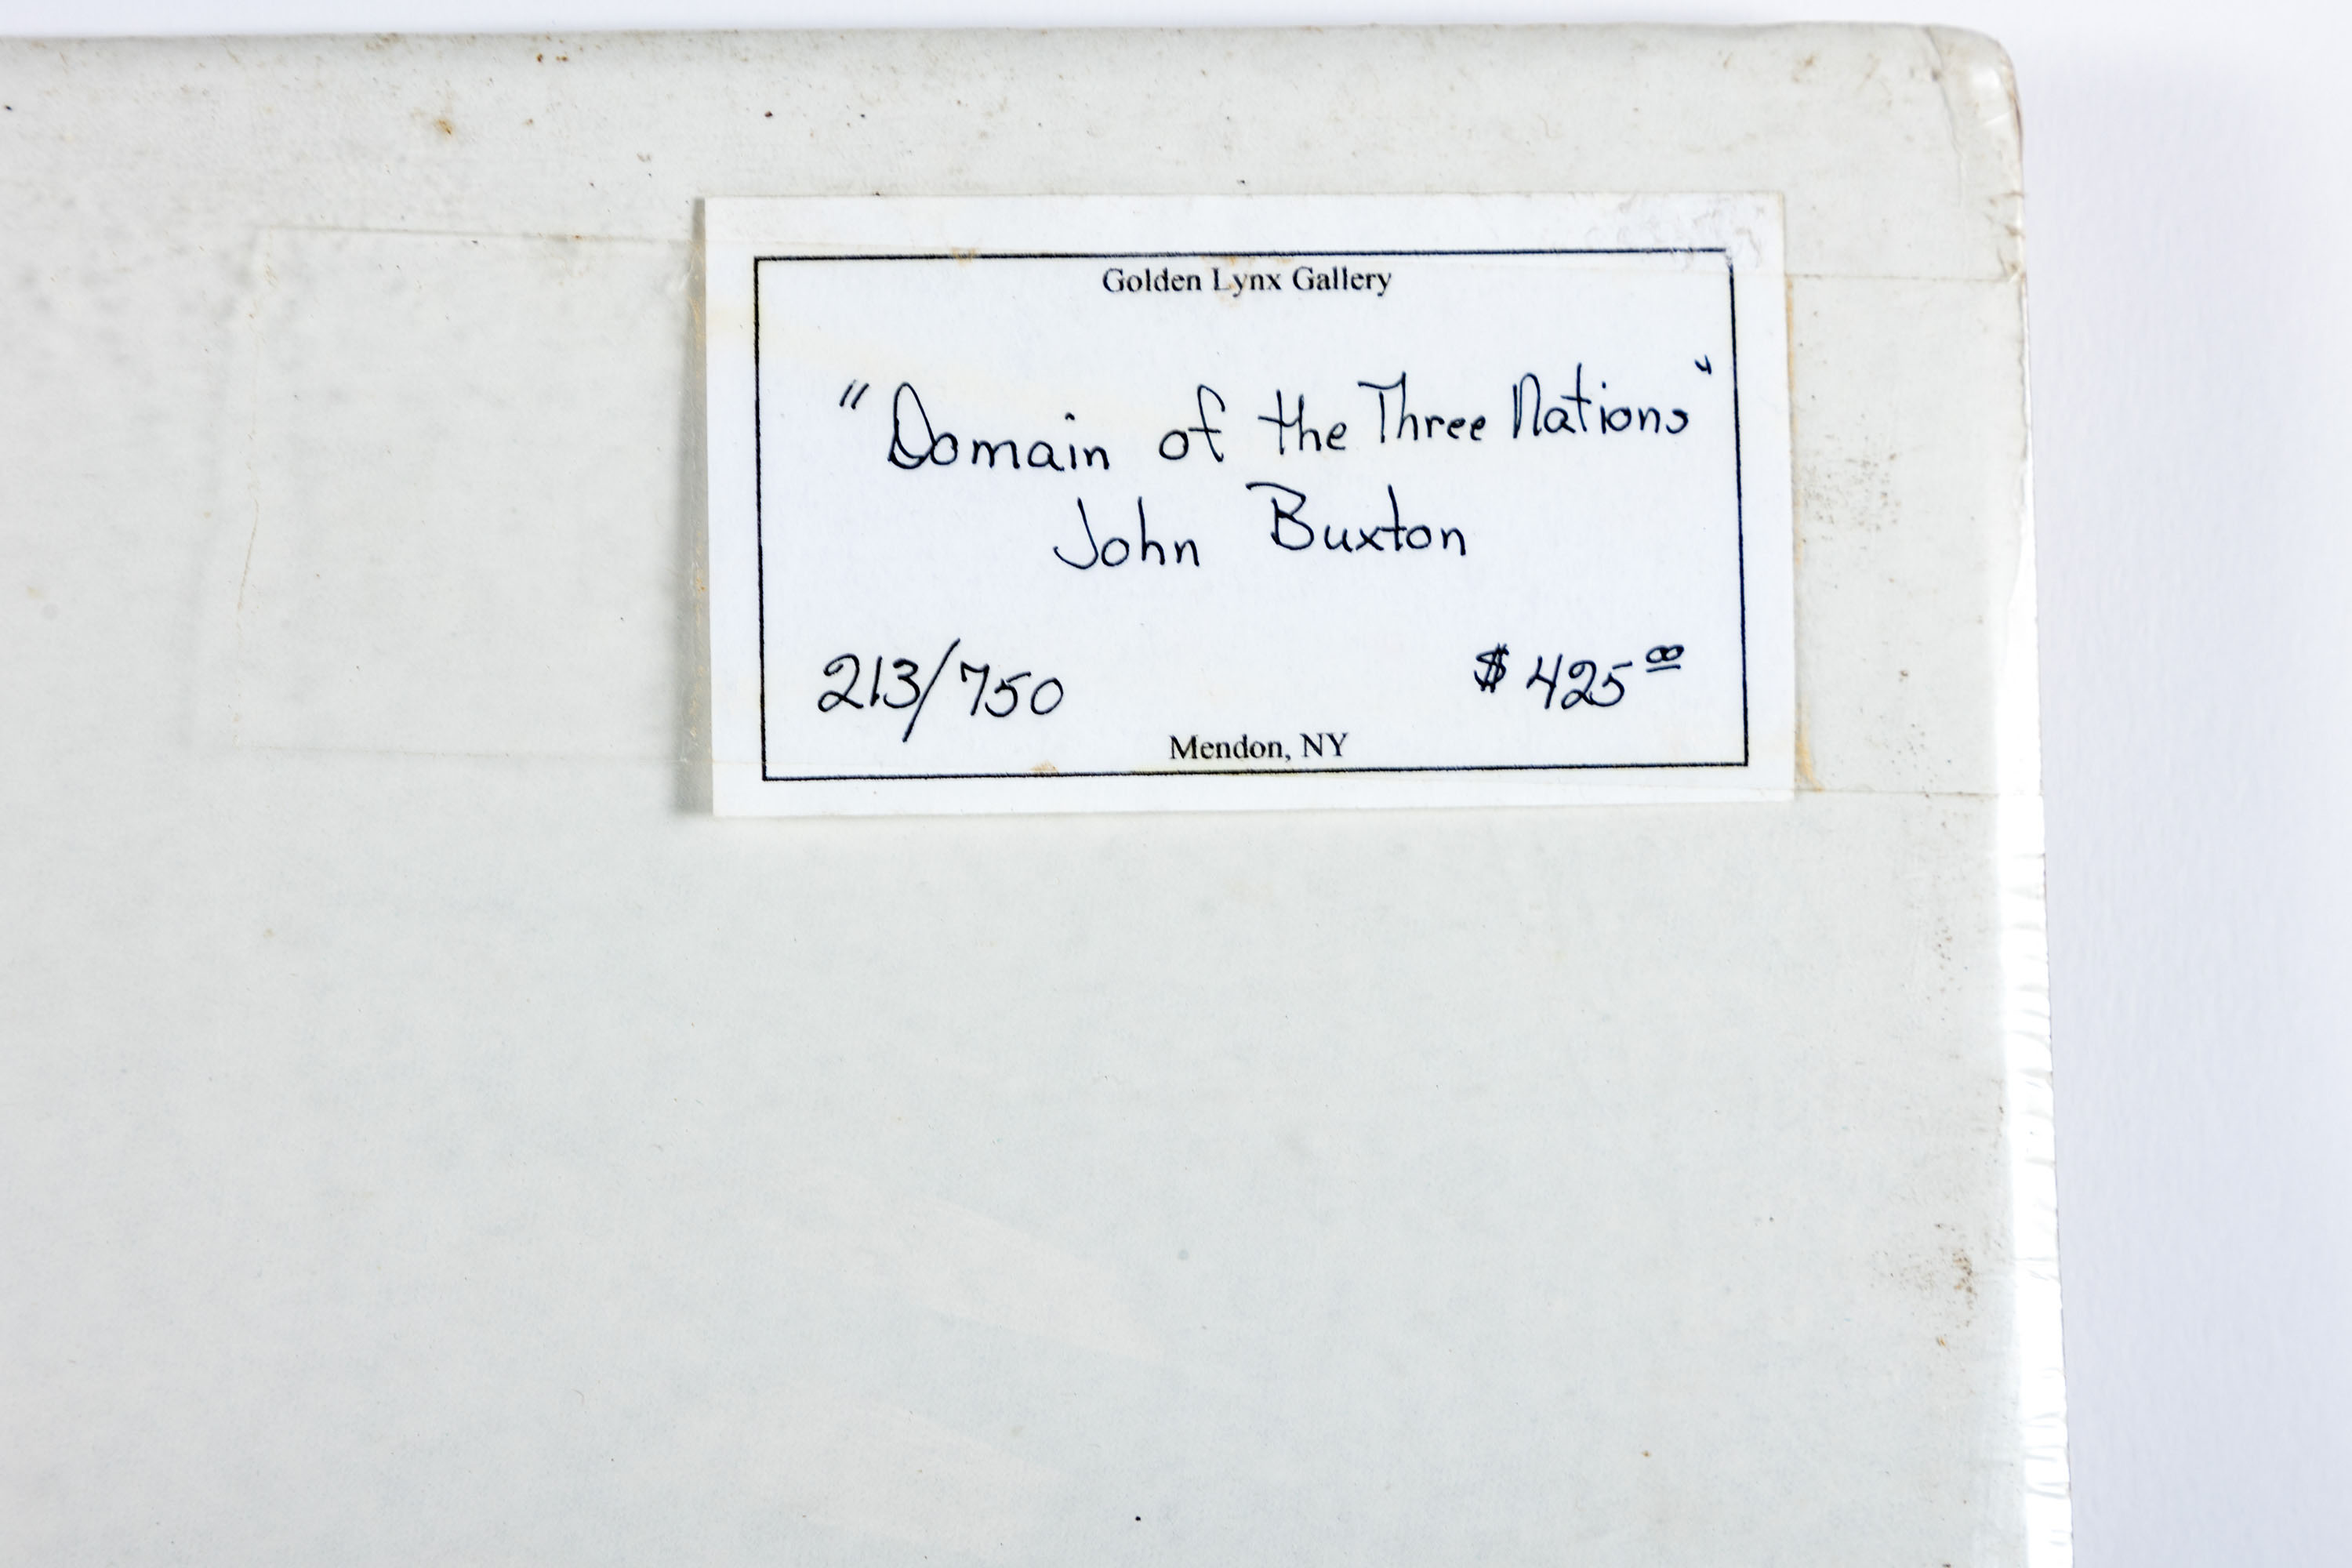 Golden Lynx Gallery
"Domain of the Three Nations"
John Buxton
213/750 $425.00
Mendon, NY